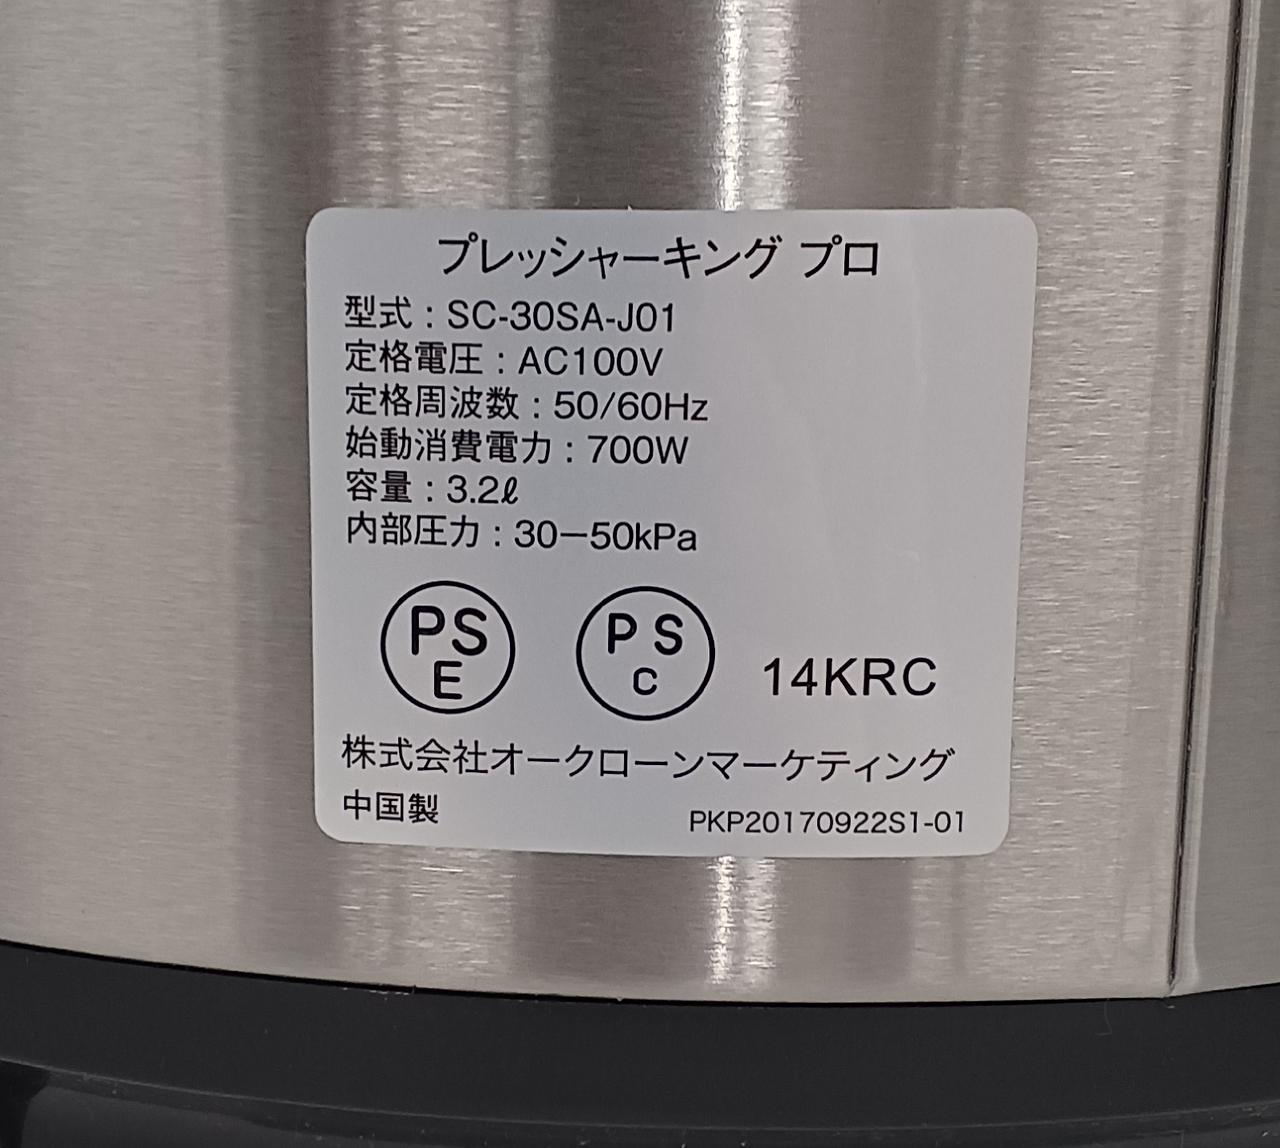 プレッシャーキング プロ
型式 : SC-30SA-J01
定格電圧 : AC100V
定格周波数 : 50/60Hz
始動消費電力 : 700W
容量 : 3.2ℓ
内部圧力 : 30−50kPa
PS
E
PS
C
14KRC
株式会社オークローンマーケティング
中国製
PKP20170922S1-01